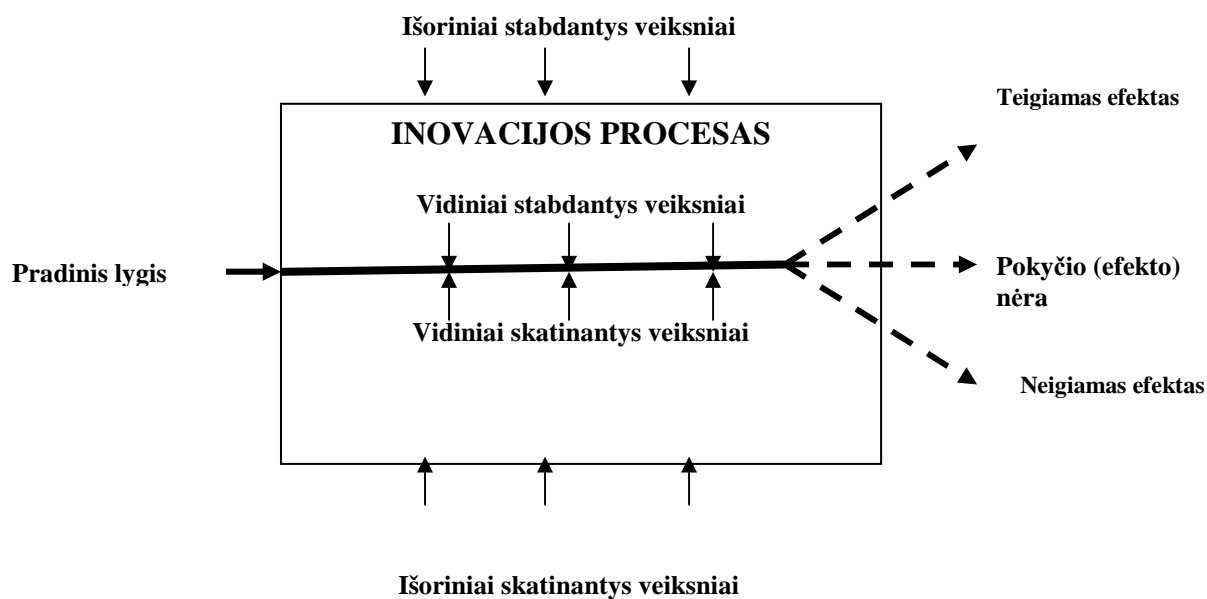 Išoriniai stabdantys veiksniai
Teigiamas efektas
INOVACIJOS PROCESAS
Vidiniai stabdantys veiksniai
Pradinis lygis
Pokyčio (efekto)
nėra
Vidiniai skatinantys veiksniai
Neigiamas efektas
Išoriniai skatinantys veiksniai